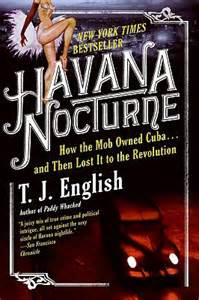 NEW YORK TIMES
BESTSELLER
HAVANA
NOCTURNE
How the Mob Owned Cuba...
and Then Lost It to the Revolution
T. J. English
Author of Paddy Whacked
"A juicy mix of true crime and political
intrigue, all set against the sexy
sizzle of Havana nightlife."
—San Francisco
Chronicle